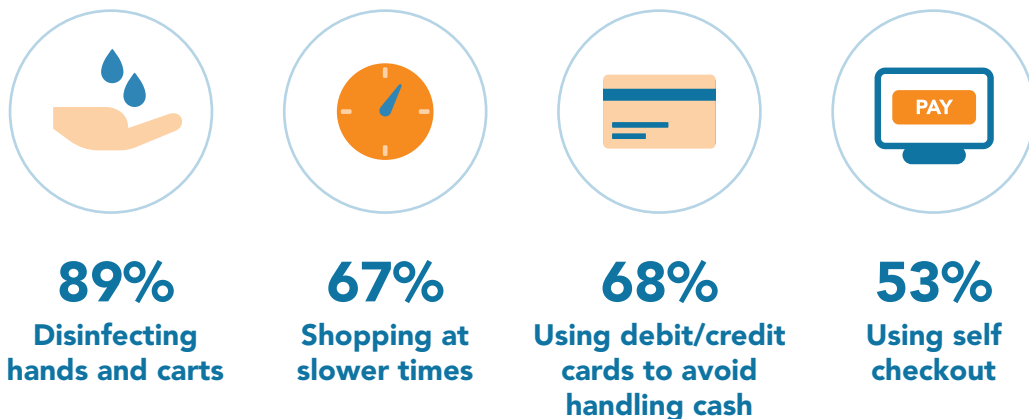 PAY
89%
Disinfecting
hands and carts
67%
Shopping at
slower times
68%
Using debit/credit
cards to avoid
handling cash
53%
Using self
checkout